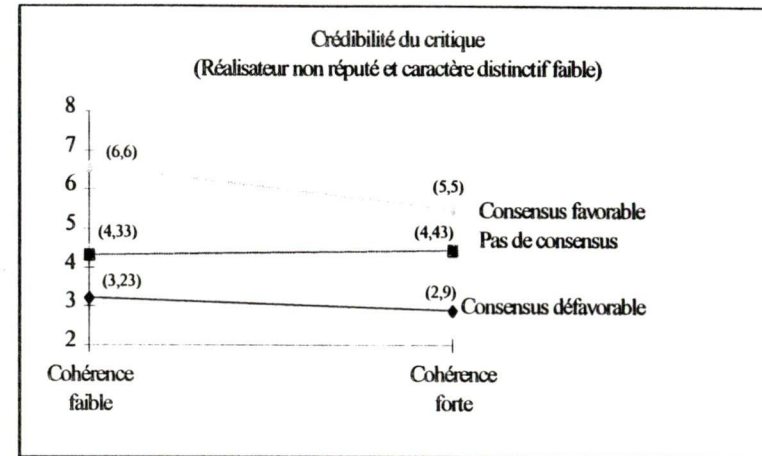 Crédibilité du critique
(Réalisateur non réputé et caractère distinctif faible)
8
7
(6,6)
6
(5,5)
Consensus favorable
5
(4,33)
(4,43)
Pas de consensus
4
(3,23)
3
(2,9)
Consensus défavorable
2
Cohérence
faible
Cohérence
forte